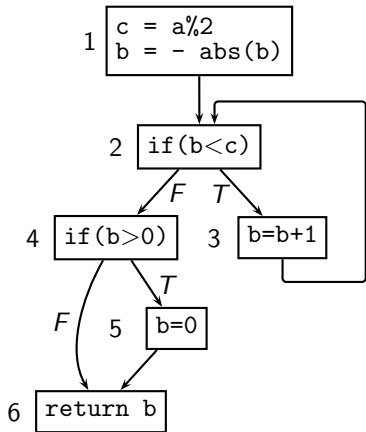 1
c = a%2
b = - abs(b)
2
if(b<c)
F
T
4
if(b>0)
3
b=b+1
F
T
5
b=0
6
return b